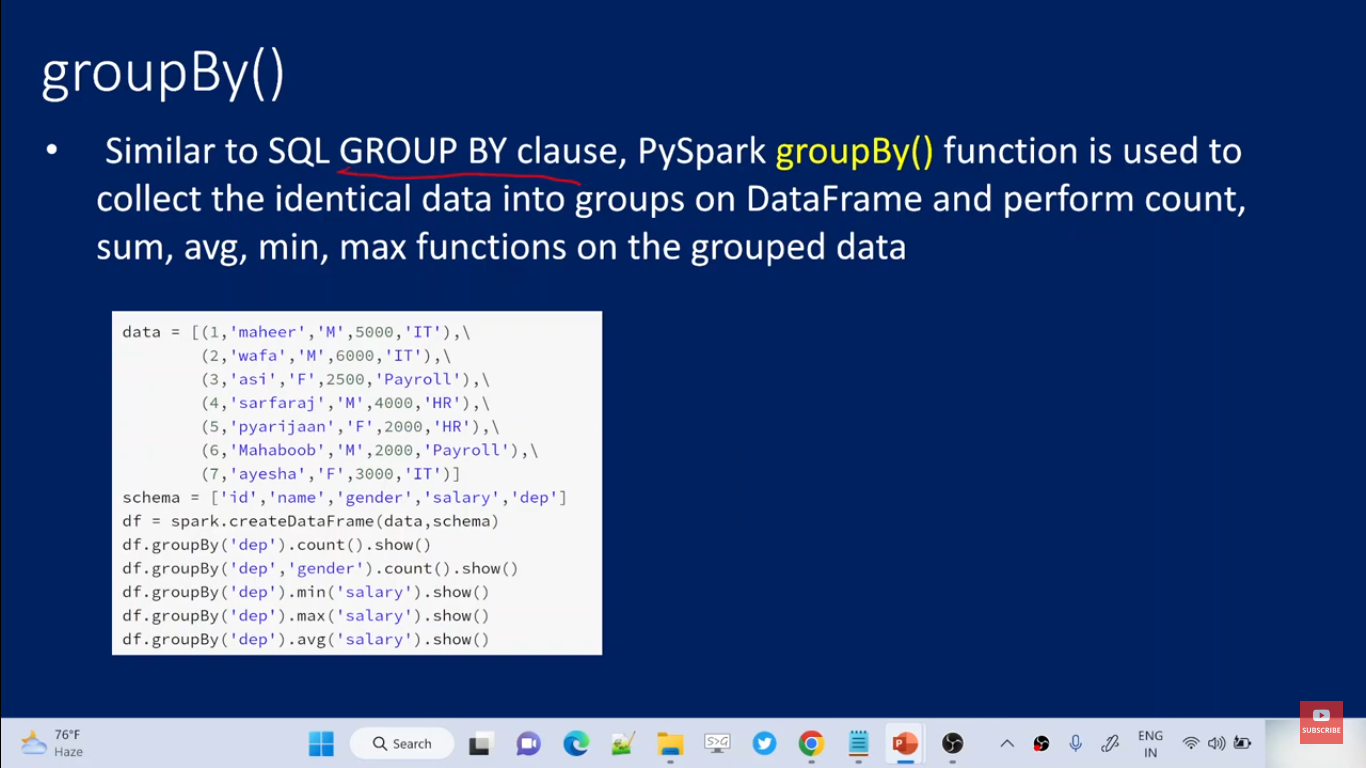 groupBy()
• Similar to SQL GROUP BY clause, PySpark groupBy() function is used to
collect the identical data into groups on DataFrame and perform count,
sum, avg, min, max functions on the grouped data
data = [(1,'maheer','M',5000,'IT'),\
(2,'wafa','M',6000,'IT'),\
(3,'asi','F',2500,'Payroll'),\
(4,'sarfaraj','M',4000,'HR'),\
(5,'pyarijaan','F',2000,'HR'),\
(6,'Mahaboob','M',2000,'Payroll'),\
(7,'ayesha','F',3000,'IT')]
schema = ['id','name','gender','salary','dep']
df = spark.createDataFrame(data,schema)
df.groupBy('dep').count().show()
df.groupBy('dep','gender').count().show()
df.groupBy('dep').min('salary').show()
df.groupBy('dep').max('salary').show()
df.groupBy('dep').avg('salary').show()
SUBSCRIBE
76°F
Haze
Search
S>G
P
ENG
IN